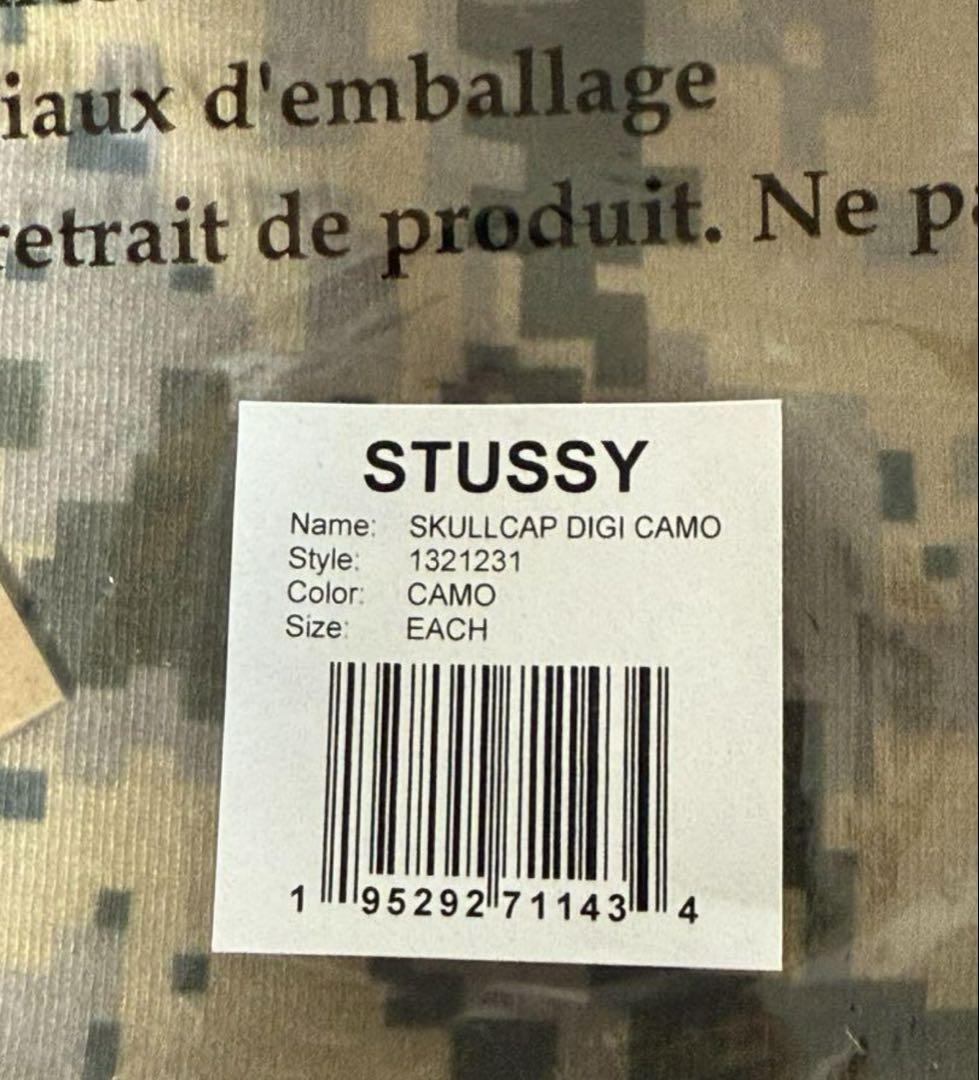 iaux d'emballage
retrait de produit. Ne p
STUSSY
Name: SKULLCAP DIGI CAMO
Style: 1321231
Color: CAMO
Size: EACH
1 95292 71143 4